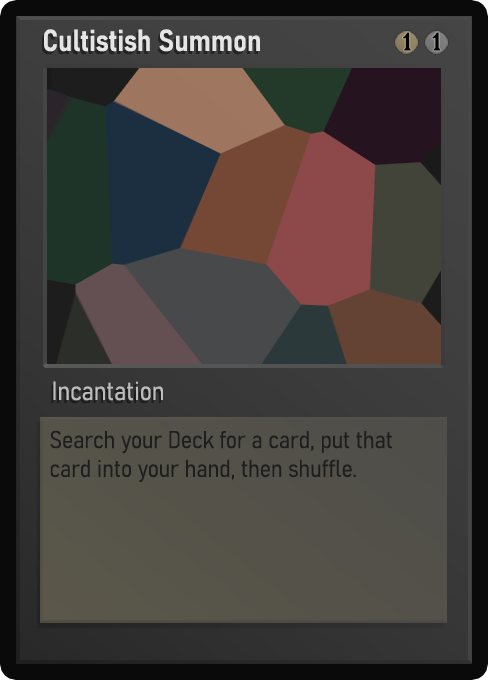 Cultistish Summon 1 1
Incantation
Search your Deck for a card, put that
card into your hand, then shuffle.